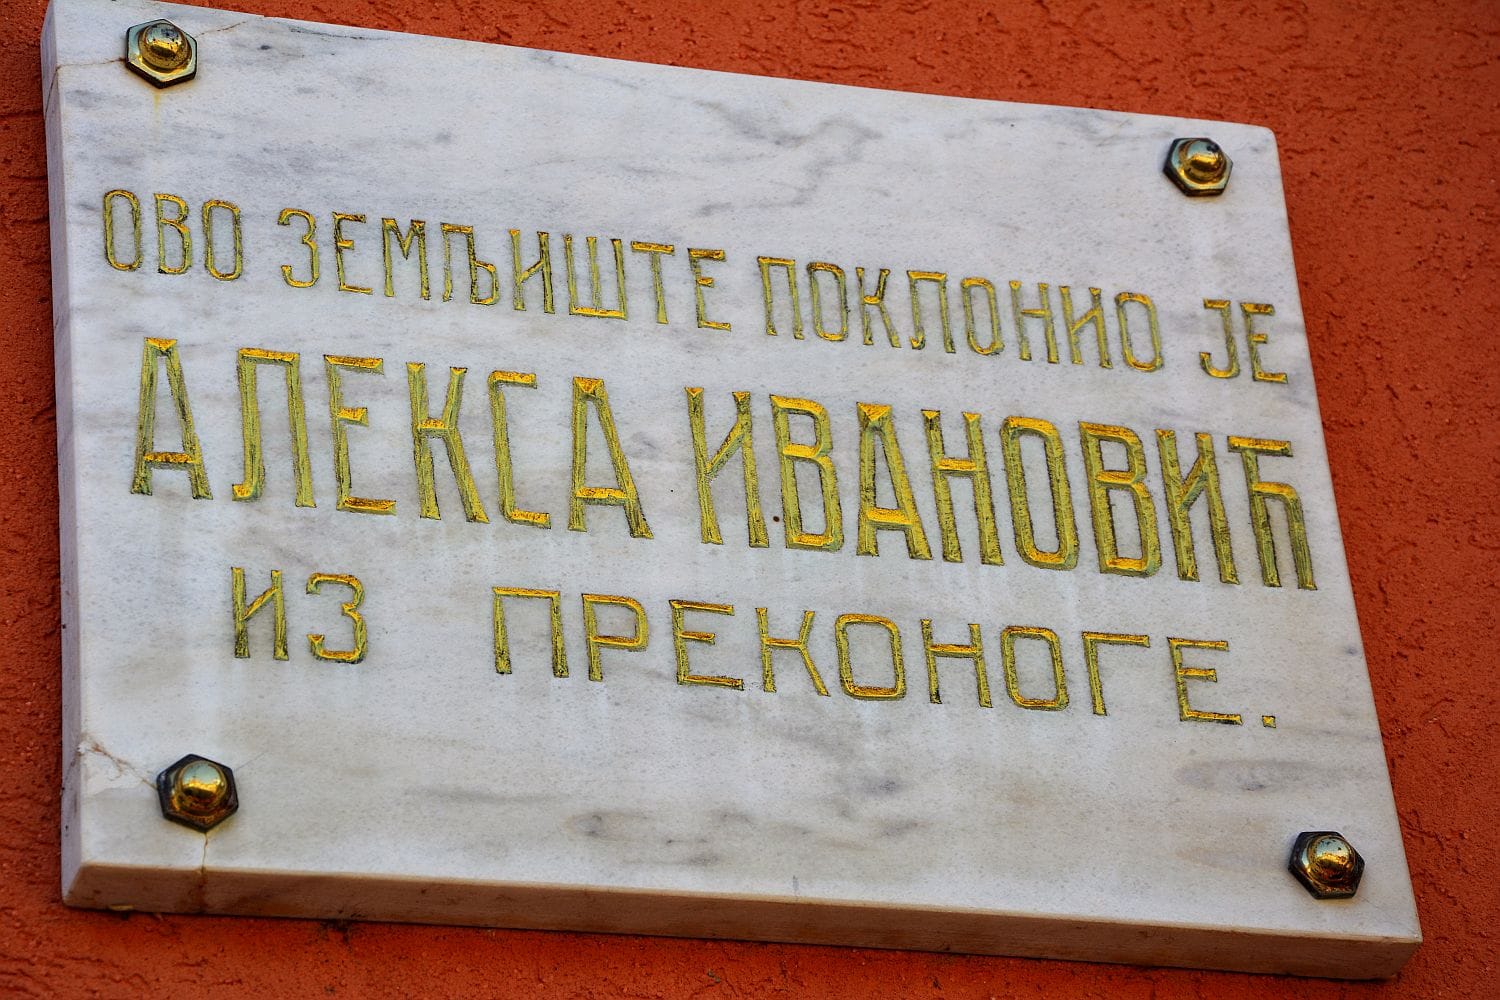 ОВО ЗЕМЉИШТЕ ПОКЛОНИО ЈЕ
АЛЕКСА ИВАНОВИЋ
ИЗ ПРЕКОНОГЕ.